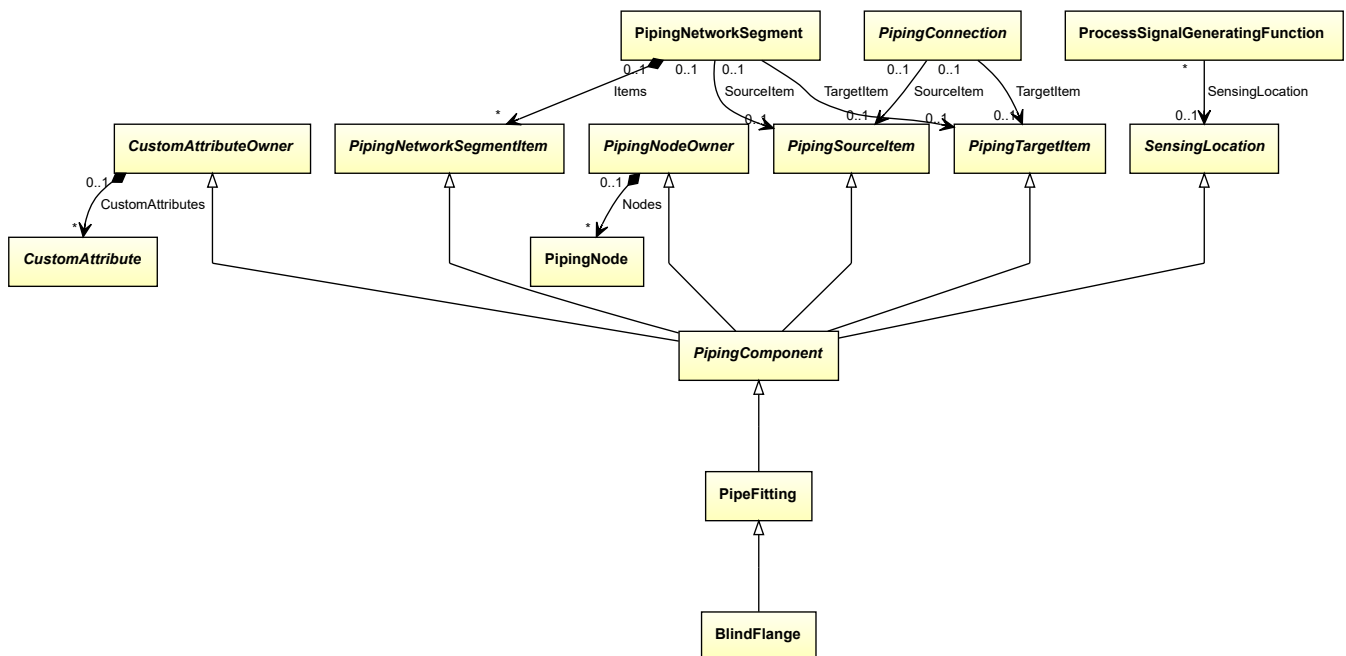 PipingNetworkSegment
PipingConnection
ProcessSignalGeneratingFunction
0..1
0..1
0..1
0..1
0..1
*
Items
SourceItem
TargetItem
SourceItem
TargetItem
SensingLocation
*
0..1
0..1
0..1
0..1
0..1
CustomAttributeOwner
PipingNetworkSegmentItem
PipingNodeOwner
PipingSourceItem
PipingTargetItem
SensingLocation
0..1
CustomAttributes
*
0..1
Nodes
*
CustomAttribute
PipingNode
PipingComponent
PipeFitting
BlindFlange